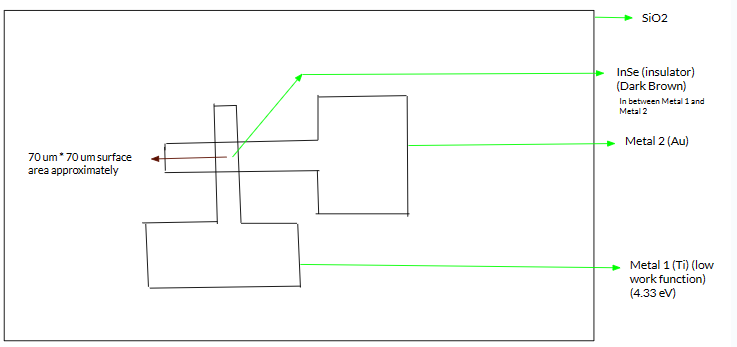 SiO2
InSe (insulator)
(Dark Brown)
In between Metal 1 and
Metal 2
Metal 2 (Au)
70 um * 70 um surface
area approximately
Metal 1 (Ti) (low
work function)
(4.33 eV)